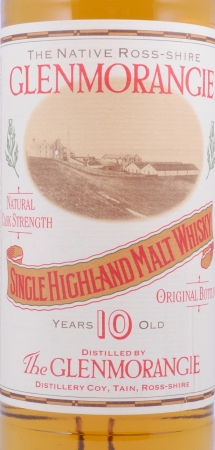 THE NATIVE ROSS-SHIRE
GLENMORANGIE
NATURAL
CASK STRENGTH
SINGLE HIGHLAND MALT WHISKY
ORIGINAL
YEARS 10 OLD
DISTILLED BY
The GLENMORANGIE
DISTILLERY COY, TAIN, ROSS-SHIRE